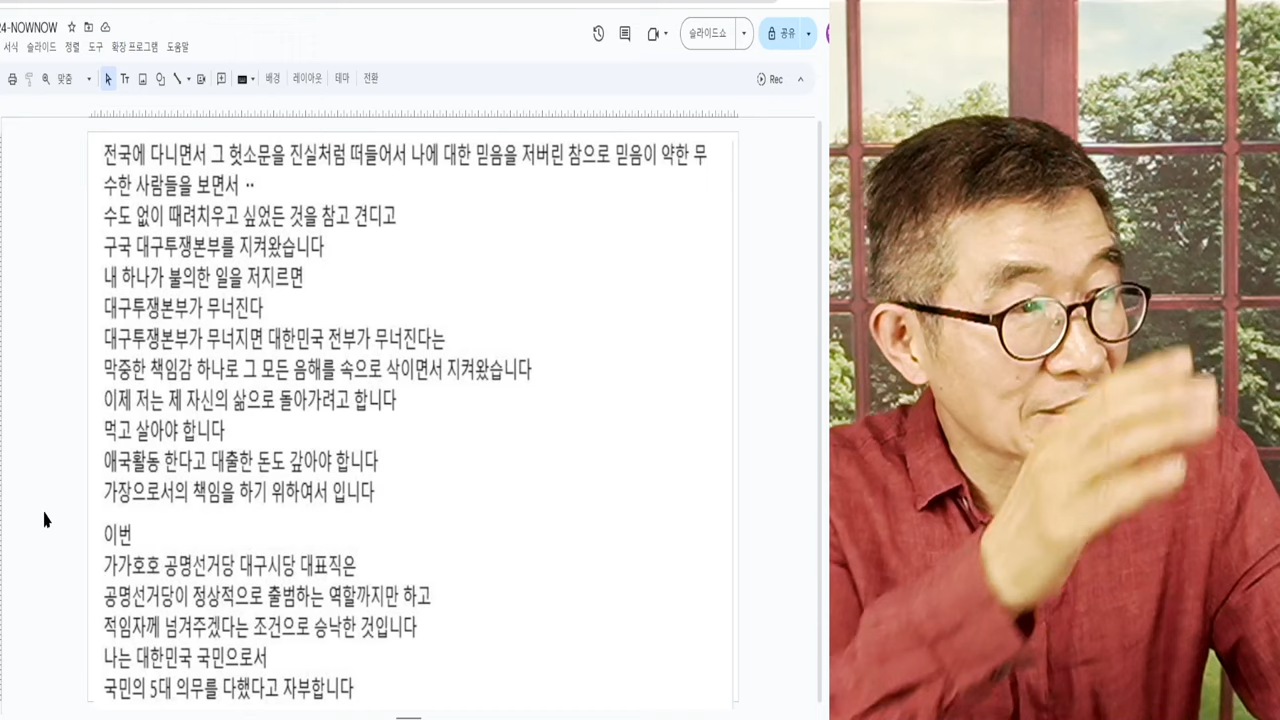 24-NOWNOW
서식 슬라이드 정렬 도구 확장 프로그램 도움말
슬라이드쇼
공유
맞춤
배경 레이아웃 테마 전환
Rec
전국에 다니면서 그 헛소문을 진실처럼 떠들어서 나에 대한 믿음을 저버린 참으로 믿음이 약한 무
수한 사람들을 보면서 ··
수도 없이 때려치우고 싶었든 것을 참고 견디고
구국 대구투쟁본부를 지켜왔습니다
내 하나가 불의한 일을 저지르면
대구투쟁본부가 무너진다
대구투쟁본부가 무너지면 대한민국 전부가 무너진다는
막중한 책임감 하나로 그 모든 음해를 속으로 삭이면서 지켜왔습니다
이제 저는 제 자신의 삶으로 돌아가려고 합니다
먹고 살아야 합니다
애국활동 한다고 대출한 돈도 갚아야 합니다
가장으로서의 책임을 하기 위하여서 입니다
이번
가가호호 공명선거당 대구시당 대표직은
공명선거당이 정상적으로 출범하는 역할까지만 하고
적임자께 넘겨주겠다는 조건으로 승낙한 것입니다
나는 대한민국 국민으로서
국민의 5대 의무를 다했다고 자부합니다